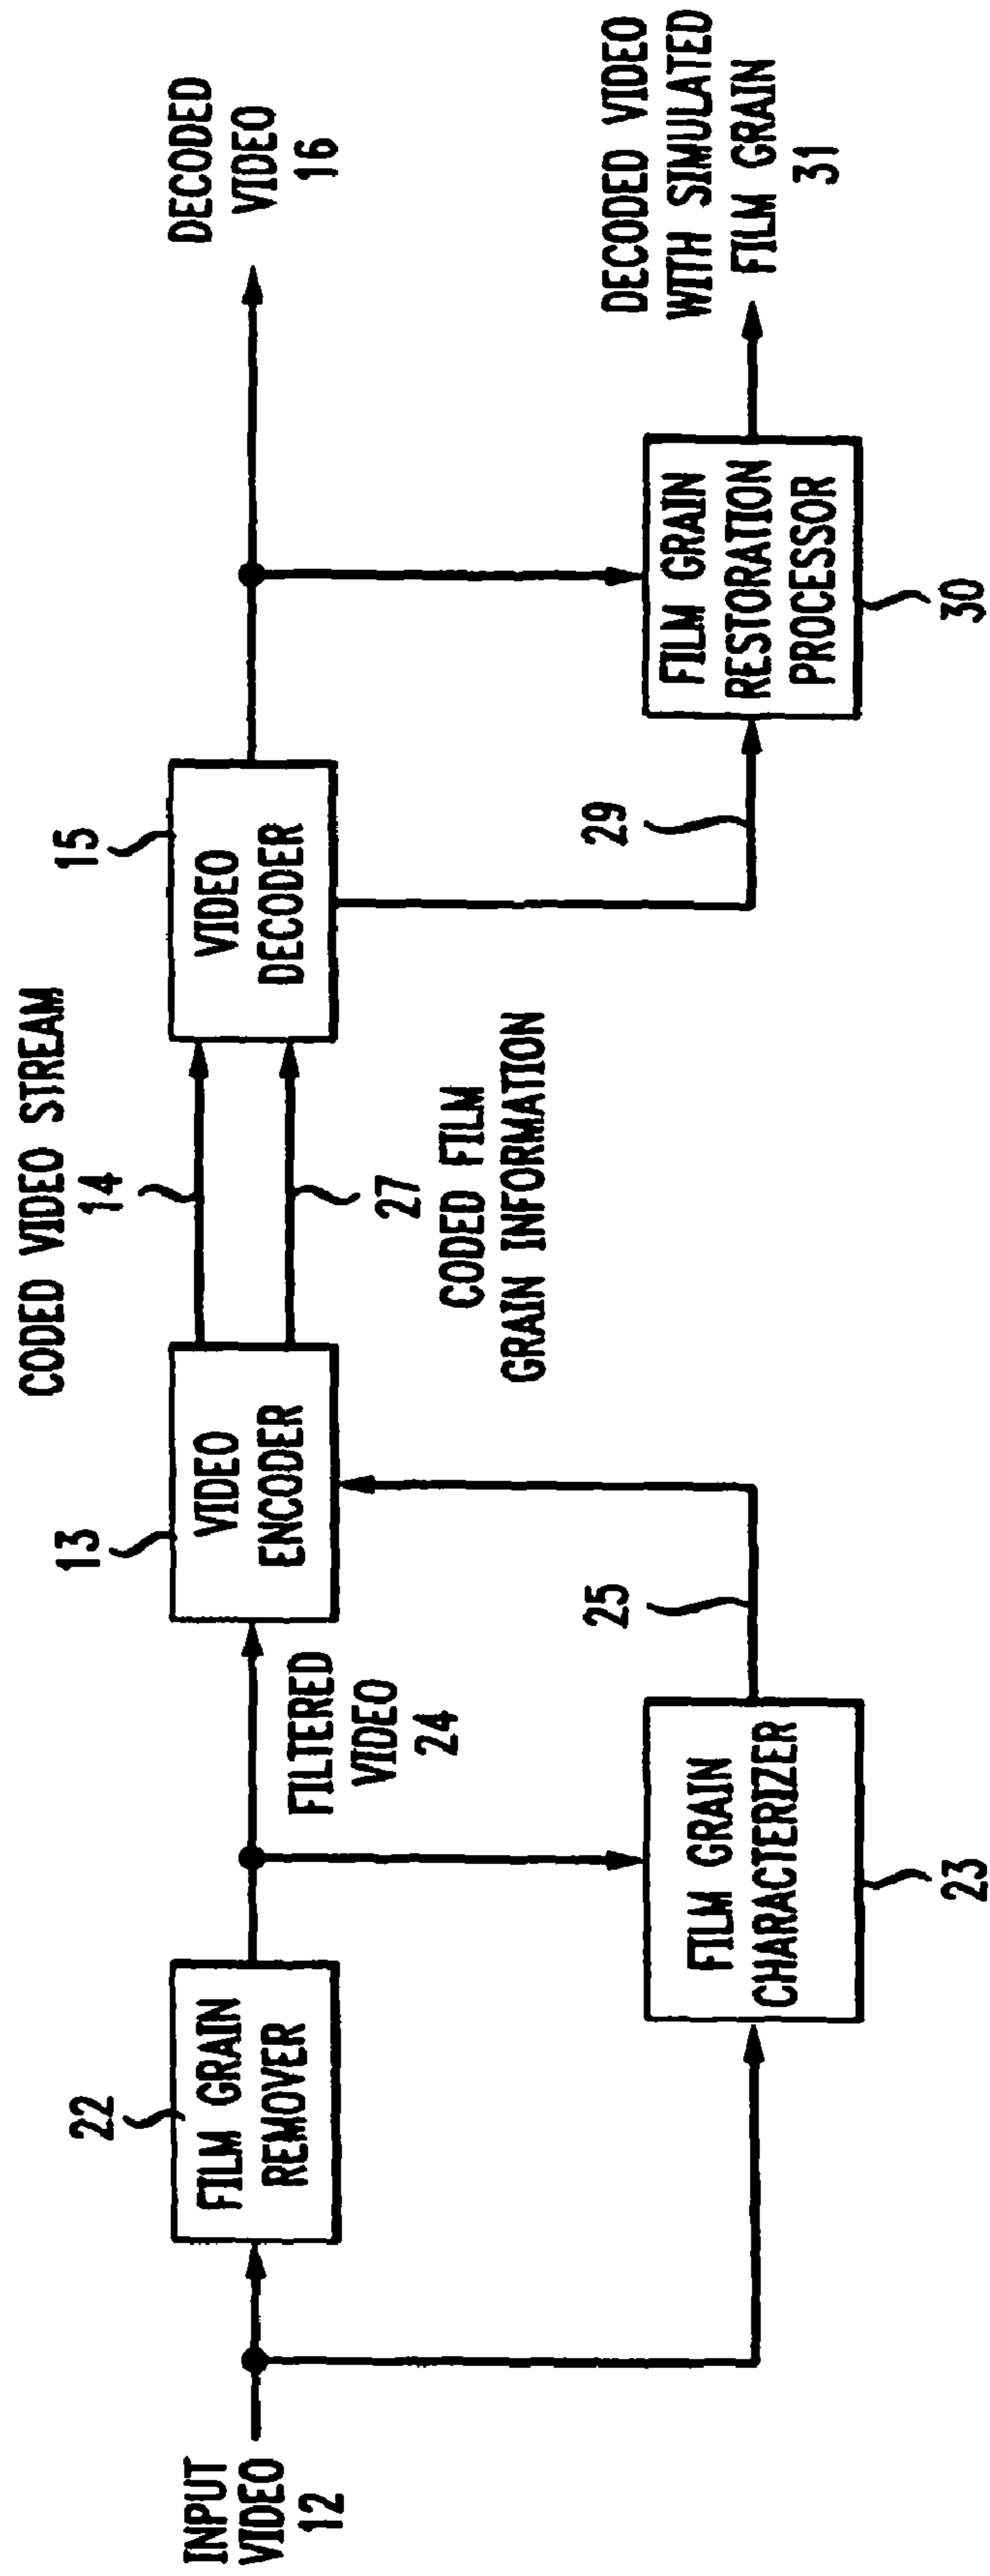 INPUT
VIDEO
12
22
FILM GRAIN
REMOVER
FILTERED
VIDEO
24
FILM GRAIN
CHARACTERIZER
23
25
13
VIDEO
ENCODER
CODED VIDEO STREAM
14
27
CODED FILM
GRAIN INFORMATION
15
VIDEO
DECODER
29
FILM GRAIN
RESTORATION
PROCESSOR
30
DECODED
VIDEO
16
DECODED VIDEO
WITH SIMULATED
FILM GRAIN
31